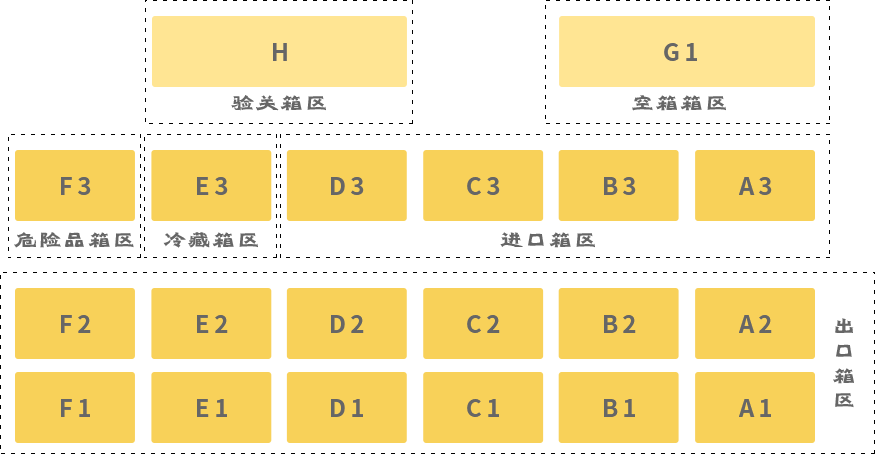 H G1
验关箱区 空箱箱区
F3 E3 D3 C3 B3 A3
危险品箱区 冷藏箱区 进口箱区
F2 E2 D2 C2 B2 A2
出口箱区
F1 E1 D1 C1 B1 A1